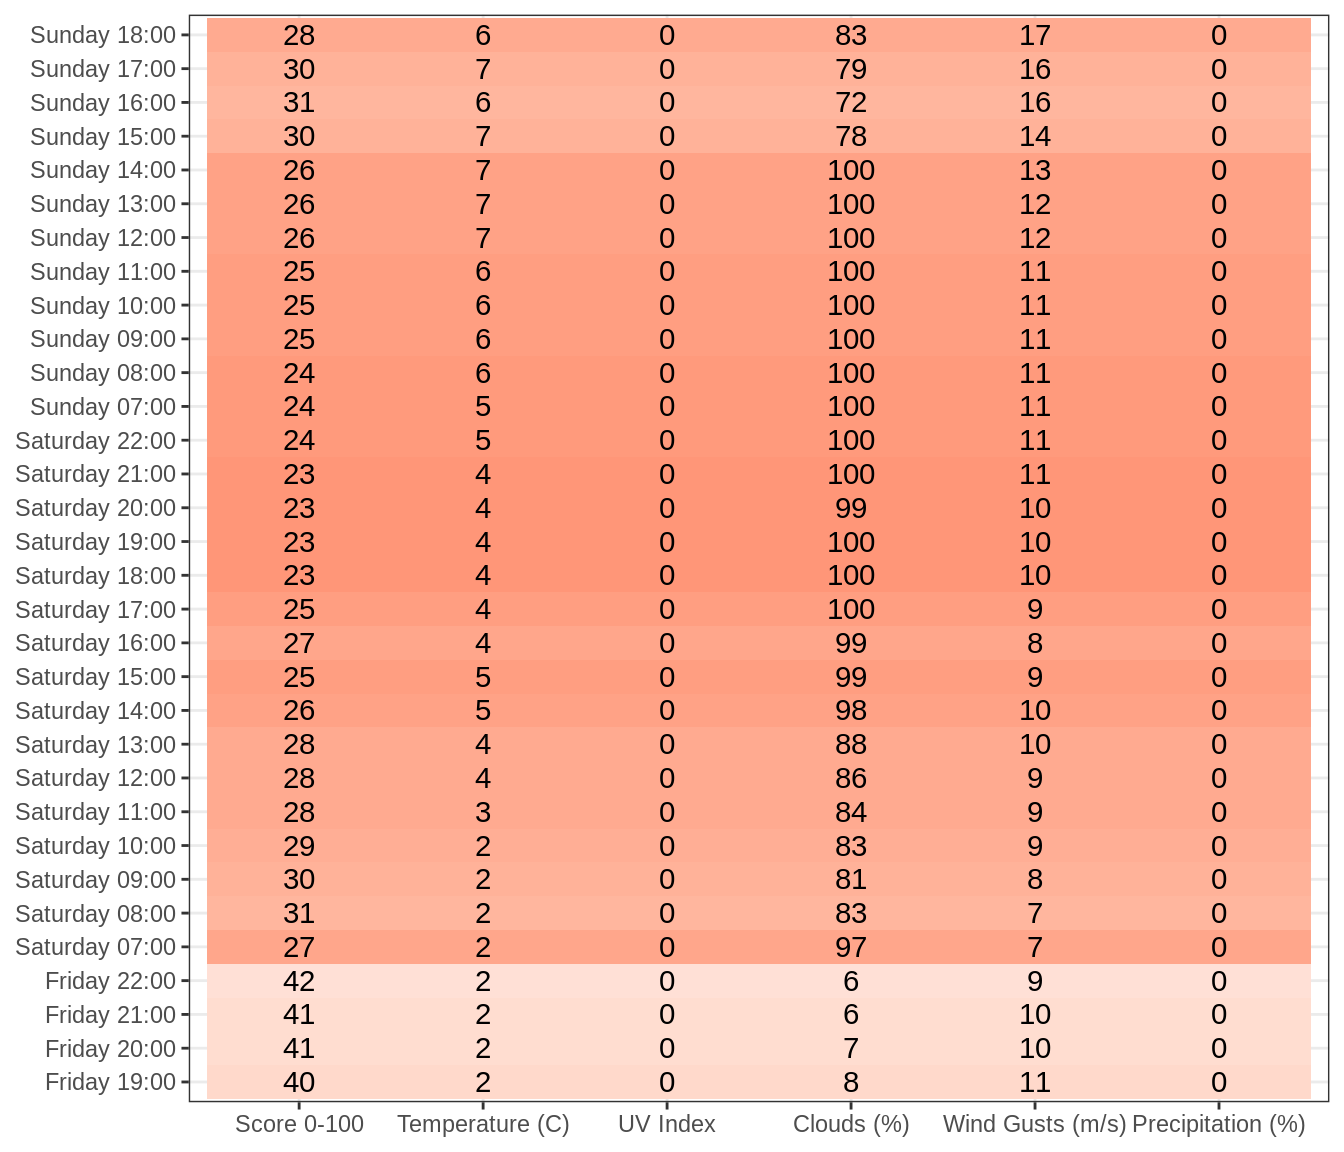 Sunday 18:00 28 6 0 83 17 0
Sunday 17:00 30 7 0 79 16 0
Sunday 16:00 31 6 0 72 16 0
Sunday 15:00 30 7 0 78 14 0
Sunday 14:00 26 7 0 100 13 0
Sunday 13:00 26 7 0 100 12 0
Sunday 12:00 26 7 0 100 12 0
Sunday 11:00 25 6 0 100 11 0
Sunday 10:00 25 6 0 100 11 0
Sunday 09:00 25 6 0 100 11 0
Sunday 08:00 24 6 0 100 11 0
Sunday 07:00 24 5 0 100 11 0
Saturday 22:00 24 5 0 100 11 0
Saturday 21:00 23 4 0 100 11 0
Saturday 20:00 23 4 0 99 10 0
Saturday 19:00 23 4 0 100 10 0
Saturday 18:00 23 4 0 100 10 0
Saturday 17:00 25 4 0 100 9 0
Saturday 16:00 27 4 0 99 8 0
Saturday 15:00 25 5 0 99 9 0
Saturday 14:00 26 5 0 98 10 0
Saturday 13:00 28 4 0 88 10 0
Saturday 12:00 28 4 0 86 9 0
Saturday 11:00 28 3 0 84 9 0
Saturday 10:00 29 2 0 83 9 0
Saturday 09:00 30 2 0 81 8 0
Saturday 08:00 31 2 0 83 7 0
Saturday 07:00 27 2 0 97 7 0
Friday 22:00 42 2 0 6 9 0
Friday 21:00 41 2 0 6 10 0
Friday 20:00 41 2 0 7 10 0
Friday 19:00 40 2 0 8 11 0
Score 0-100 Temperature (C) UV Index Clouds (%) Wind Gusts (m/s) Precipitation (%)